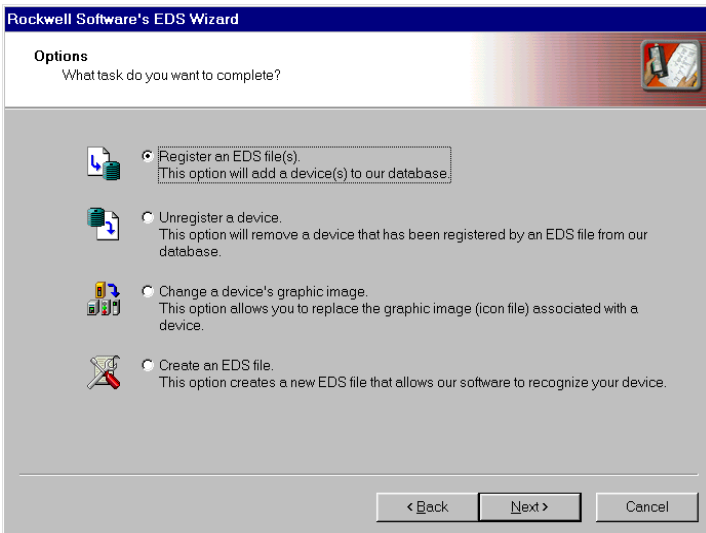 Rockwell Software's EDS Wizard
Options
What task do you want to complete?
Register an EDS file(s).
This option will add a device(s) to our database.
Unregister a device.
This option will remove a device that has been registered by an EDS file from our
database.
Change a device's graphic image.
This option allows you to replace the graphic image (icon file) associated with a
device.
Create an EDS file.
This option creates a new EDS file that allows our software to recognize your device.
< Back
Next >
Cancel